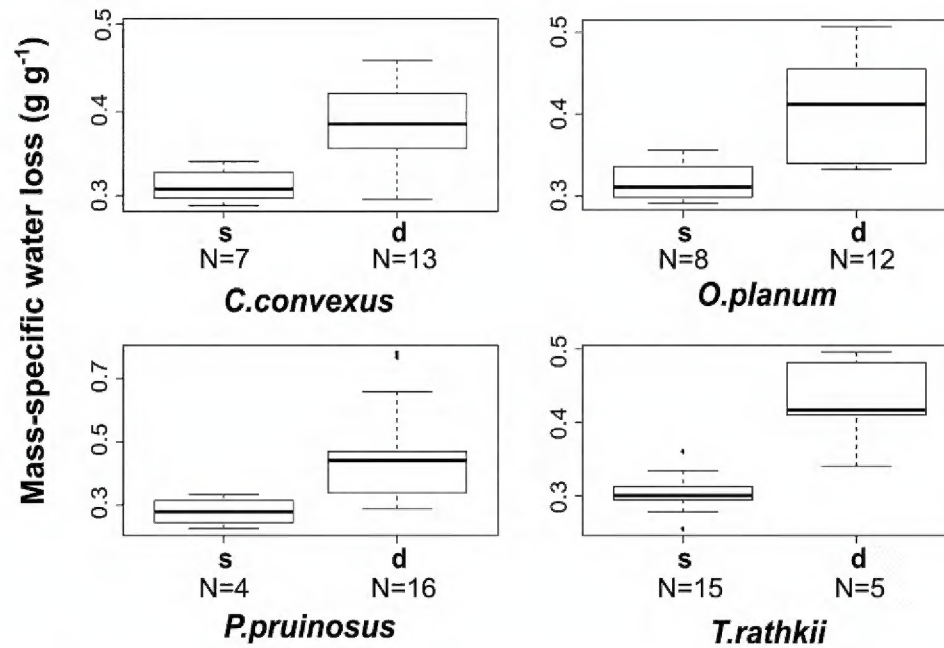 Mass-specific water loss (g g⁻¹)
0.5
0.4
0.3
s d
N=7 N=13
C.convexus
0.5
0.4
0.3
s d
N=8 N=12
O.planum
0.7
0.5
0.3
s d
N=4 N=16
P.pruinosus
0.5
0.4
0.3
s d
N=15 N=5
T.rathkii